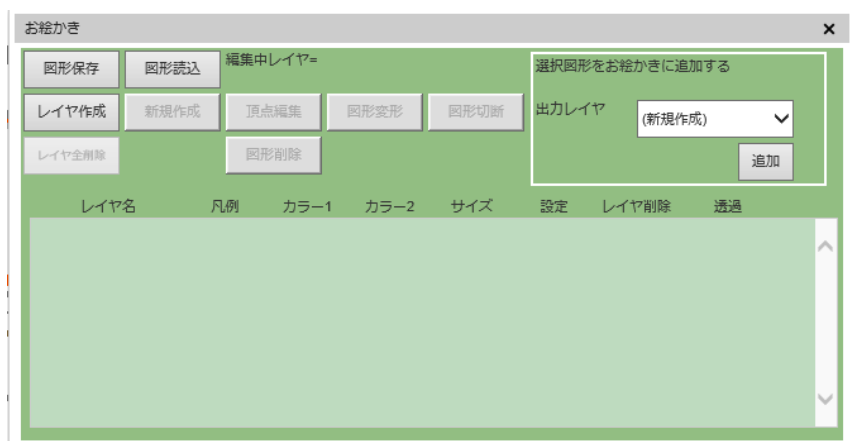 お絵かき ×
図形保存 図形読込 編集中レイヤ= 選択図形をお絵かきに追加する
レイヤ作成 新規作成 頂点編集 図形変形 図形切断 出力レイヤ (新規作成)
レイヤ全削除 図形削除 追加
レイヤ名 凡例 カラー1 カラー2 サイズ 設定 レイヤ削除 透過